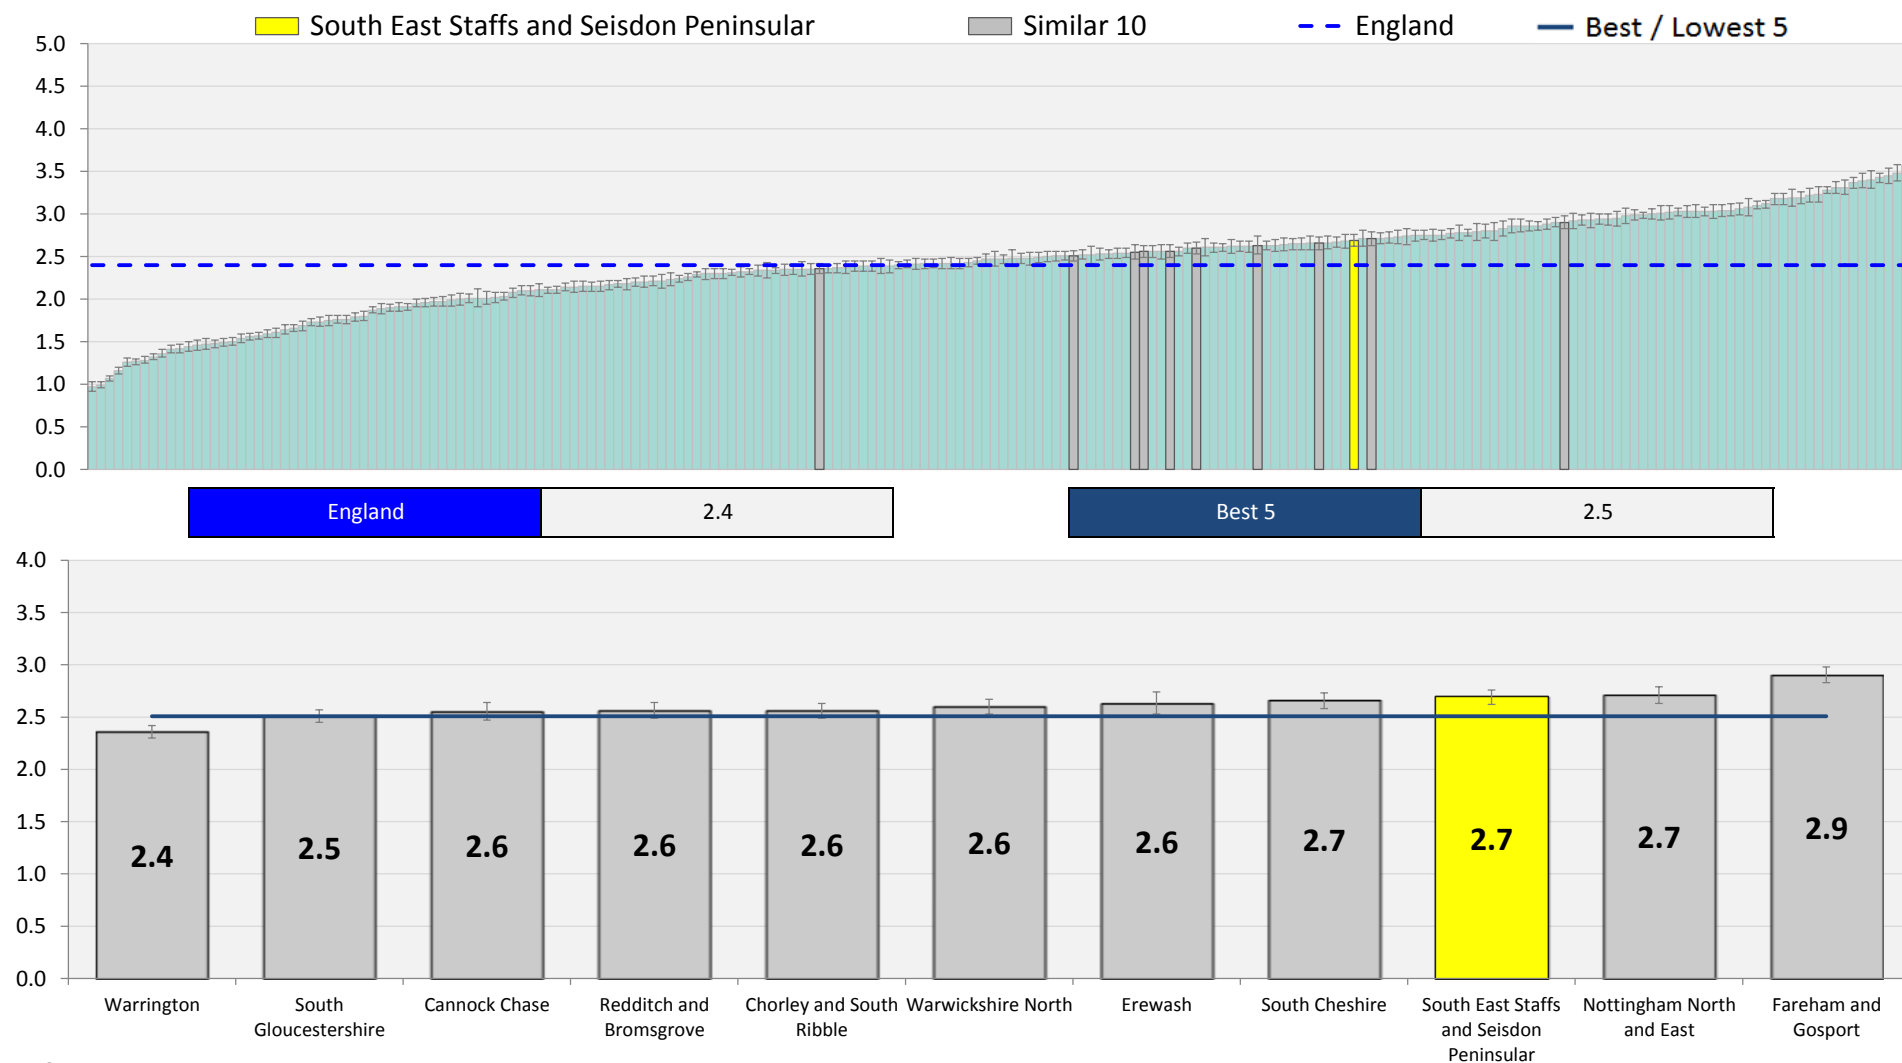 South East Staffs and Seisdon Peninsular
Similar 10
England
Best / Lowest 5
5.0
4.5
4.0
3.5
3.0
2.5
2.0
1.5
1.0
0.5
0.0
England 2.4 Best 5 2.5
4.0
3.5
3.0
2.5
2.0
1.5
1.0
0.5
0.0
2.4 2.5 2.6 2.6 2.6 2.6 2.6 2.7 2.7 2.7 2.9
Warrington
South
Gloucestershire
Cannock Chase
Redditch and
Bromsgrove
Chorley and South
Ribble
Warwickshire North
Erewash
South Cheshire
South East Staffs
and Seisdon
Peninsular
Nottingham North
and East
Fareham and
Gosport